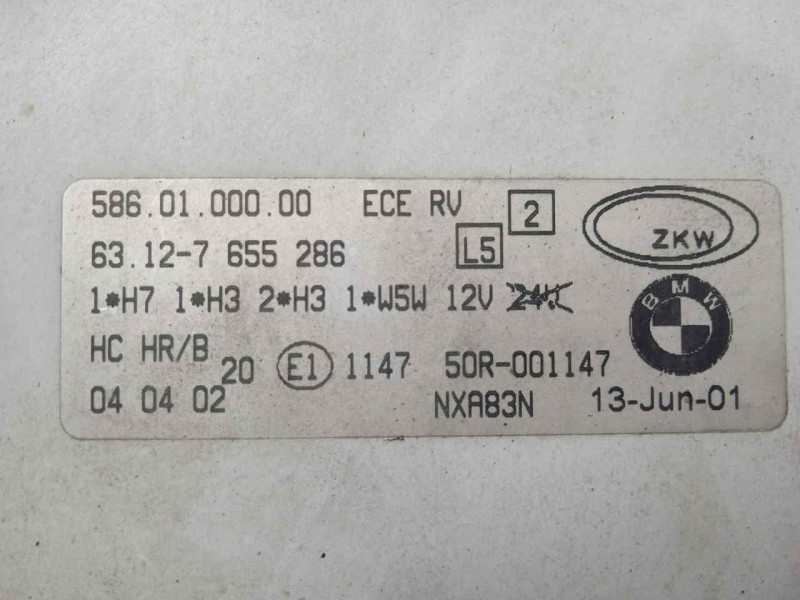 586.01.000.00 ECE RV 2
ZKW
63.12-7 655 286 L5
1*H7 1*H3 2*H3 1*W5W 12V 24V
BMW
HC HR/B 20 E1 1147 50R-001147
04 04 02 NXA83N 13-Jun-01